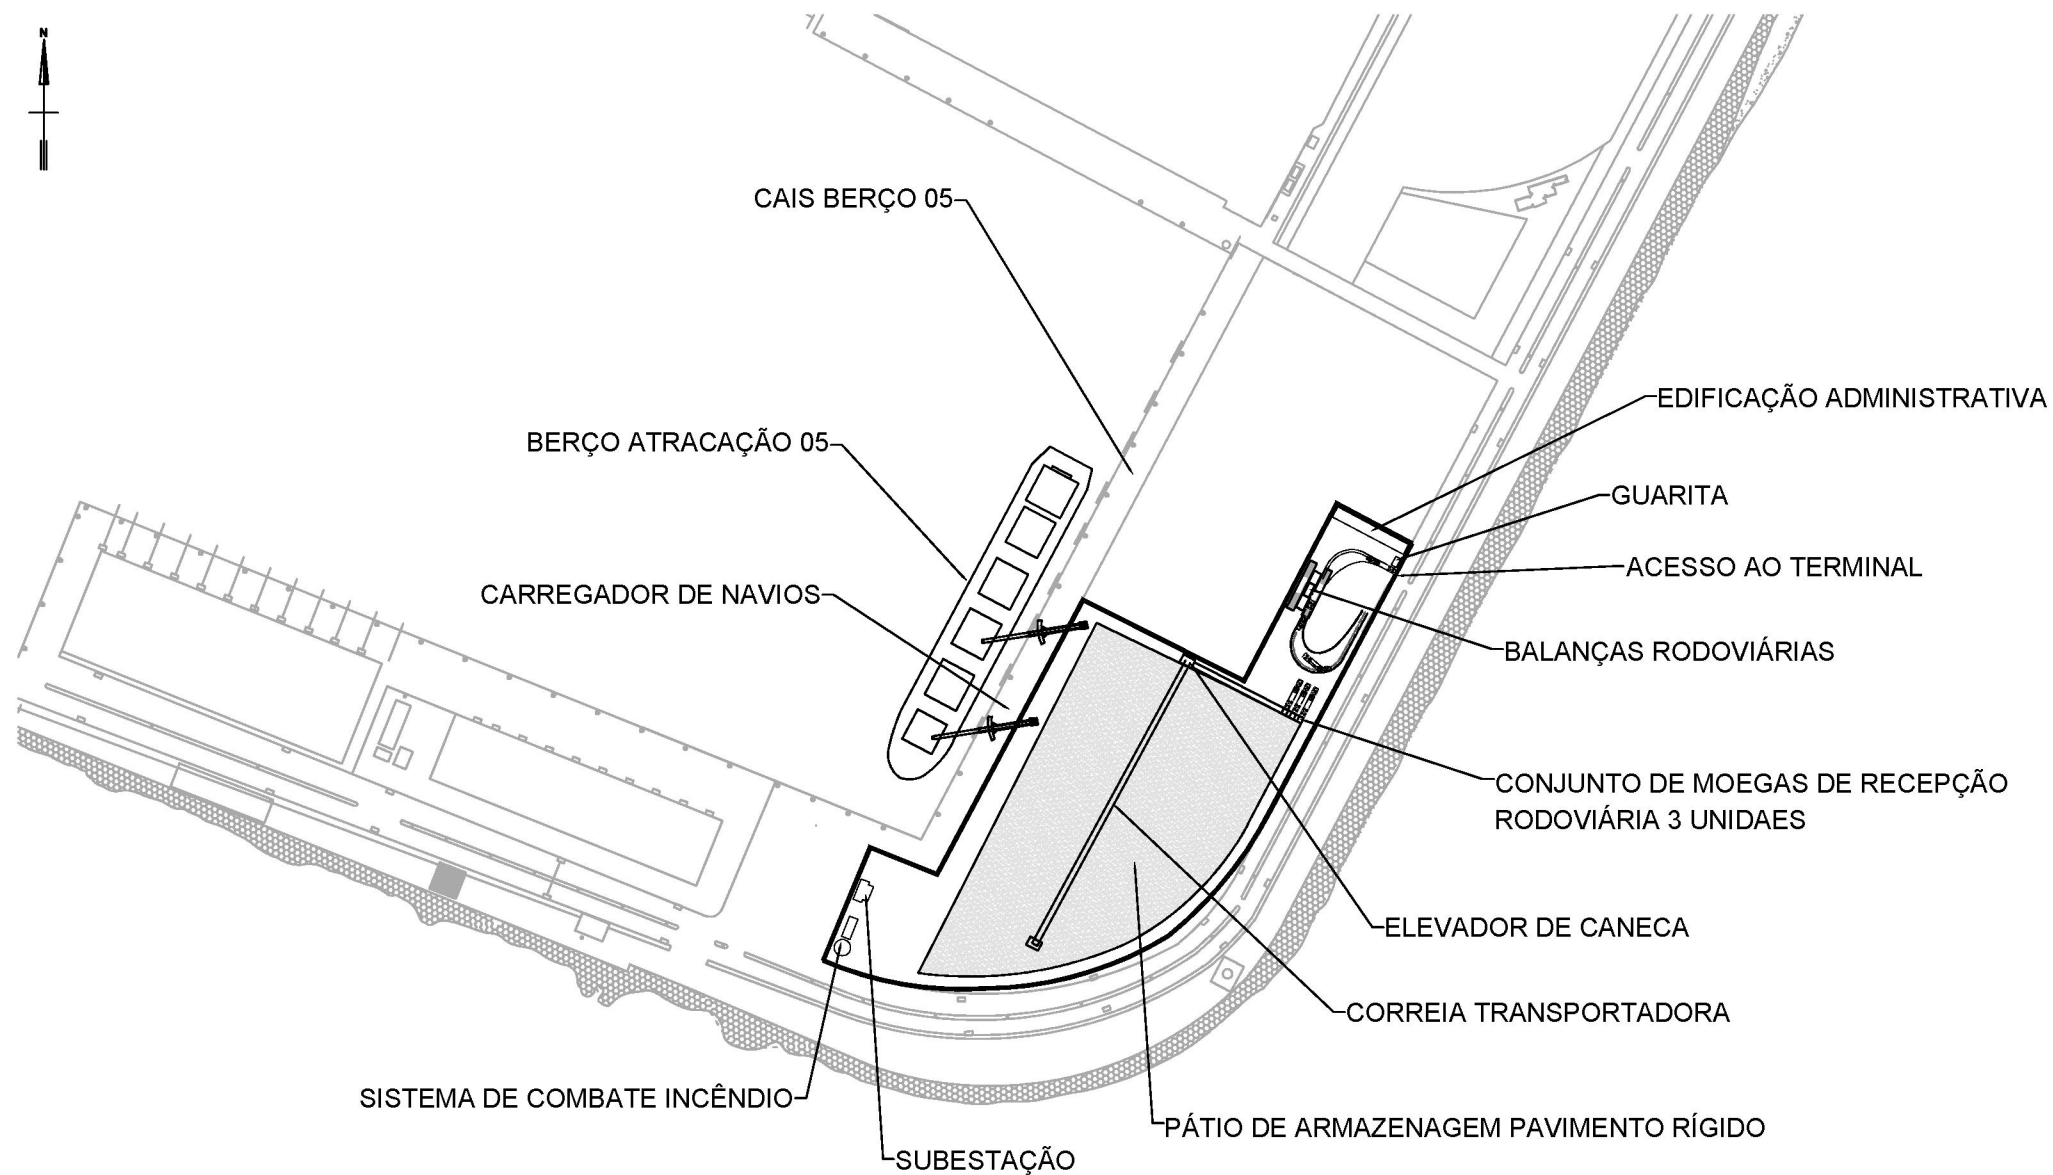 N
CAIS BERÇO 05
EDIFICAÇÃO ADMINISTRATIVA
BERÇO ATRACAÇÃO 05
GUARITA
ACESSO AO TERMINAL
CARREGADOR DE NAVIOS
BALANÇAS RODOVIÁRIAS
CONJUNTO DE MOEGAS DE RECEPÇÃO
RODOVIÁRIA 3 UNIDAES
ELEVADOR DE CANECA
CORREIA TRANSPORTADORA
SISTEMA DE COMBATE INCÊNDIO
PÁTIO DE ARMAZENAGEM PAVIMENTO RÍGIDO
SUBESTAÇÃO